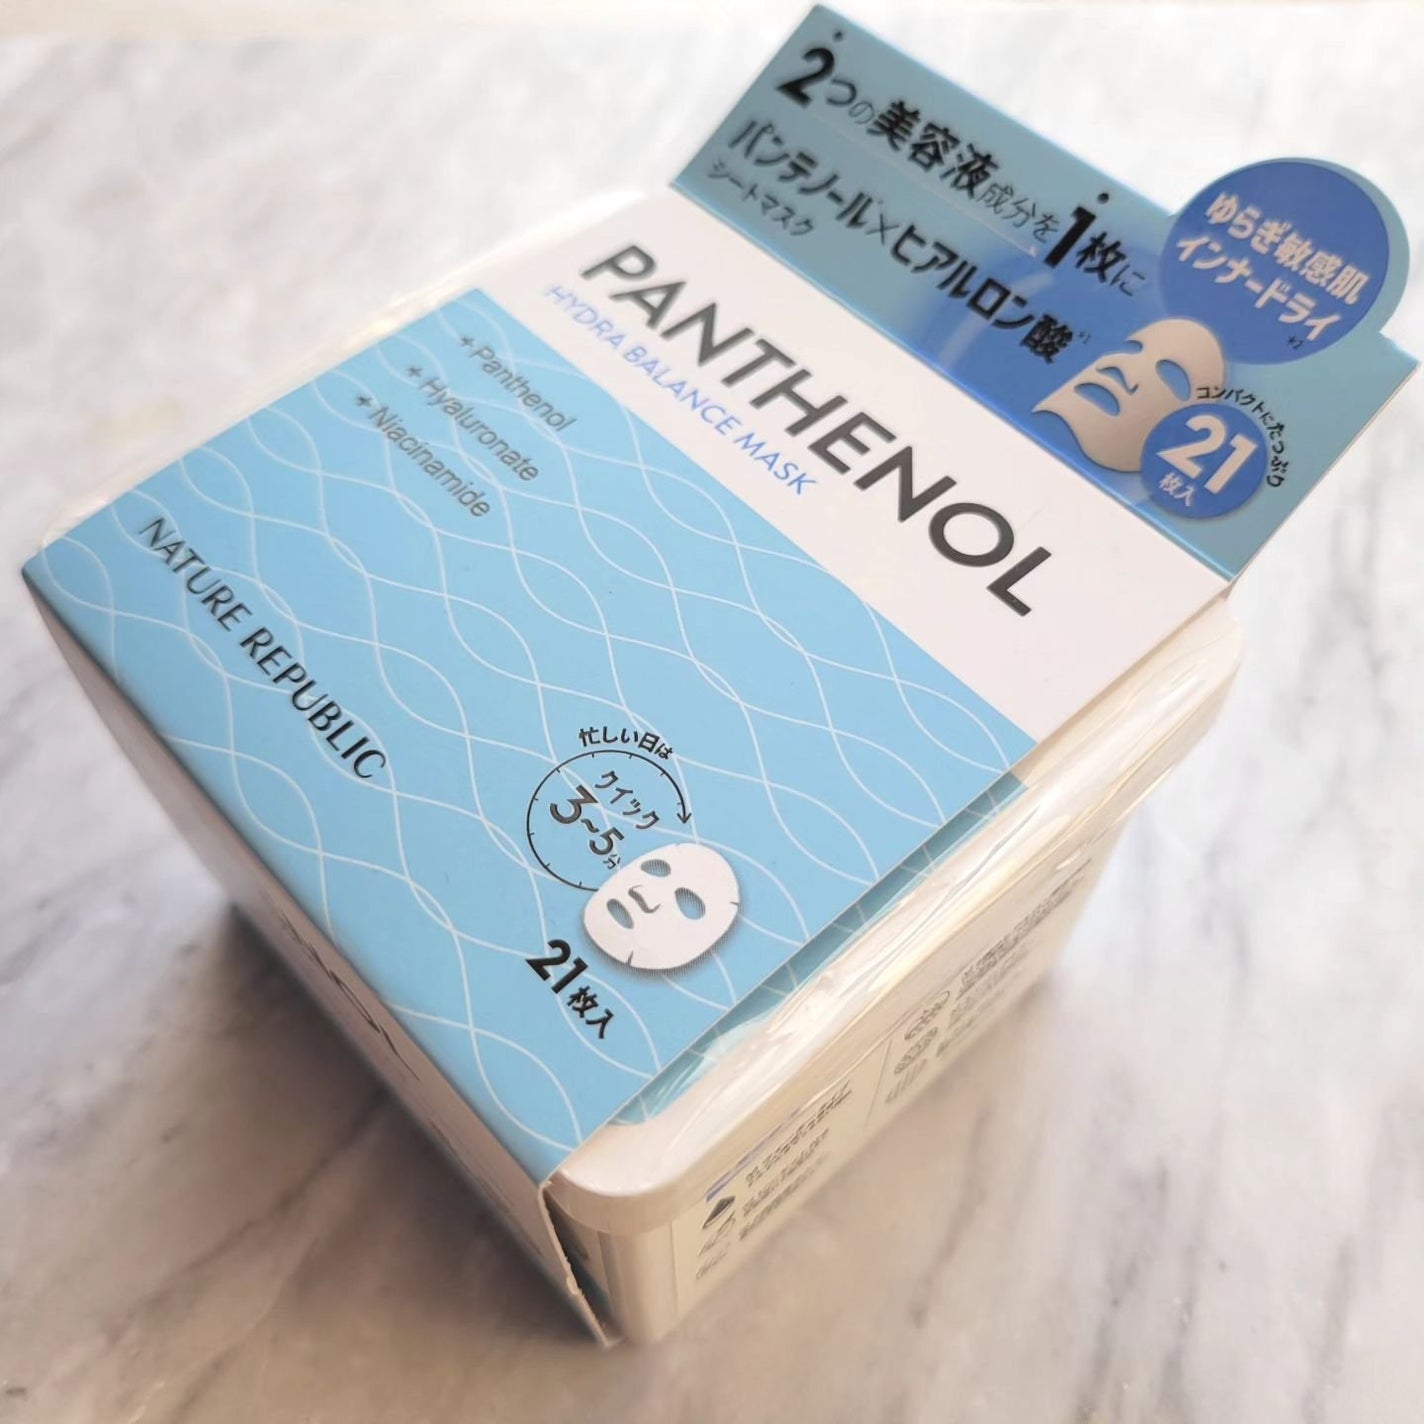 2つの美容液成分を1枚に
パンテノール×ヒアルロン酸*1
シートマスク
ゆらぎ敏感肌
インナードライ
コンパクトにたっぷり
21
枚入
PANTHENOL
HYDRA BALANCE MASK
+Panthenol
+Hyaluronate
+Niacinamide
NATURE REPUBLIC
忙しい日は
クイック
3~5分
21枚入